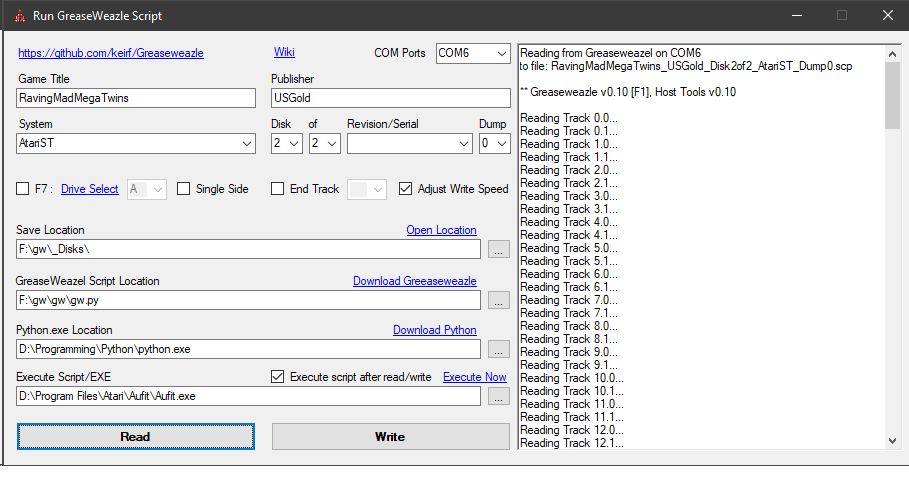 Run GreaseWeazle Script
https://github.com/keirf/Greaseweazle Wiki COM Ports COM6
Game Title Publisher
RavingMadMegaTwins USGold
System Disk of Revision/Serial Dump
AtariST 2 2 0
F7 : Drive Select A Single Side End Track Adjust Write Speed
Save Location Open Location
F:\gw\_Disks\ ...
GreaseWeazel Script Location Download Greeaseweazle
F:\gw\gw\gw.py ...
Python.exe Location Download Python
D:\Programming\Python\python.exe ...
Execute Script/EXE Execute script after read/write Execute Now
D:\Program Files\Atari\Aufit\Aufit.exe ...
Read Write
Reading from Greaseweazel on COM6
to file: RavingMadMegaTwins_USGold_Disk2of2_AtariST_Dump0.scp
** Greaseweazle v0.10 [F1], Host Tools v0.10
Reading Track 0.0...
Reading Track 0.1...
Reading Track 1.0...
Reading Track 1.1...
Reading Track 2.0...
Reading Track 2.1...
Reading Track 3.0...
Reading Track 3.1...
Reading Track 4.0...
Reading Track 4.1...
Reading Track 5.0...
Reading Track 5.1...
Reading Track 6.0...
Reading Track 6.1...
Reading Track 7.0...
Reading Track 7.1...
Reading Track 8.0...
Reading Track 8.1...
Reading Track 9.0...
Reading Track 9.1...
Reading Track 10.0...
Reading Track 10.1...
Reading Track 11.0...
Reading Track 11.1...
Reading Track 12.0...
Reading Track 12.1...